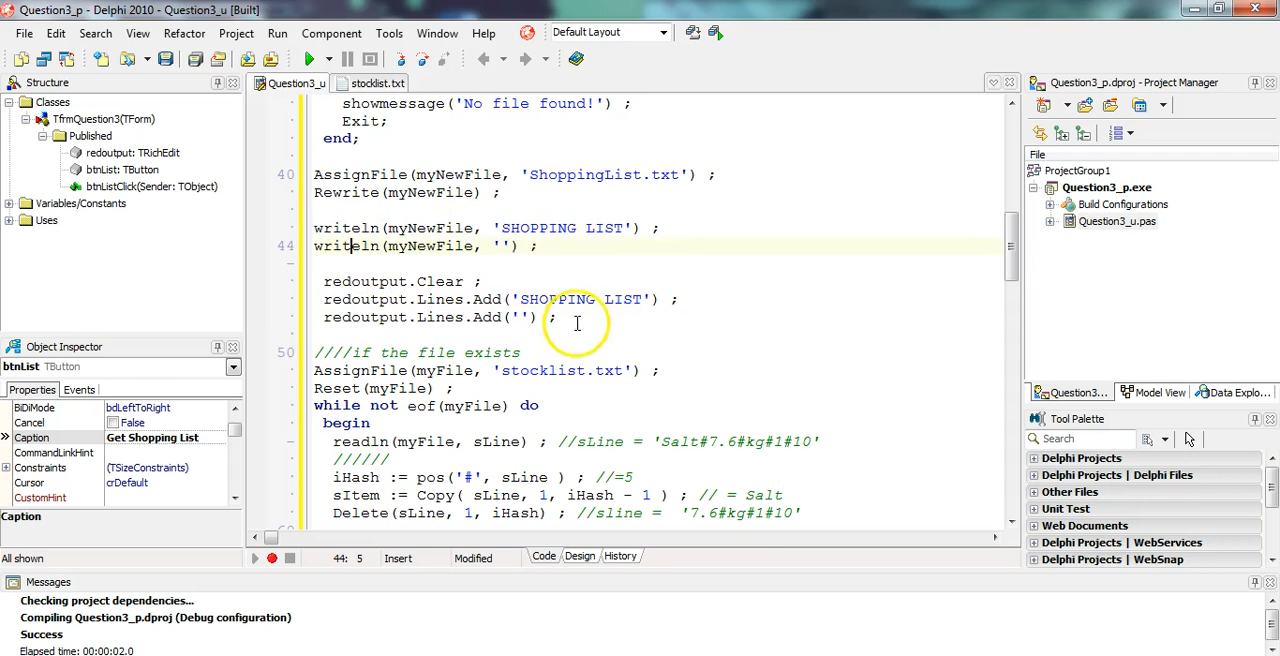 Question3_p - Delphi 2010 - Question3_u [Built]
File Edit Search View Refactor Project Run Component Tools Window Help Default Layout
Structure
Classes
TfrmQuestion3(TForm)
Published
redoutput: TRichEdit
btnList: TButton
btnListClick(Sender: TObject)
Variables/Constants
Uses
Object Inspector
btnList TButton
Properties Events
BiDiMode bdLeftToRight
Cancel False
Caption Get Shopping List
CommandLinkHint
Constraints (TSizeConstraints)
Cursor crDefault
CustomHint
Caption
All shown
Question3_u stocklist.txt
showmessage('No file found!') ;
Exit;
end;
40 AssignFile(myNewFile, 'ShoppingList.txt') ;
Rewrite(myNewFile) ;
writeln(myNewFile, 'SHOPPING LIST') ;
44 writeln(myNewFile, '') ;
redoutput.Clear ;
redoutput.Lines.Add('SHOPPING LIST') ;
redoutput.Lines.Add('') ;
50 ////if the file exists
AssignFile(myFile, 'stocklist.txt') ;
Reset(myFile) ;
while not eof(myFile) do
begin
readln(myFile, sLine) ; //sLine = 'Salt#7.6#kg#1#10'
//////
iHash := pos('#', sLine ) ; //=5
sItem := Copy( sLine, 1, iHash - 1 ) ; // = Salt
Delete(sLine, 1, iHash) ; //sline =  '7.6#kg#1#10'
44: 5 Insert Modified Code Design History
Question3_p.dproj - Project Manager
File
ProjectGroup1
Question3_p.exe
Build Configurations
Question3_u.pas
Question3... Model View Data Explo...
Tool Palette
Search
Delphi Projects
Delphi Projects | Delphi Files
Other Files
Unit Test
Web Documents
Delphi Projects | WebServices
Delphi Projects | WebSnap
Messages
Checking project dependencies...
Compiling Question3_p.dproj (Debug configuration)
Success
Elapsed time: 00:00:02.0